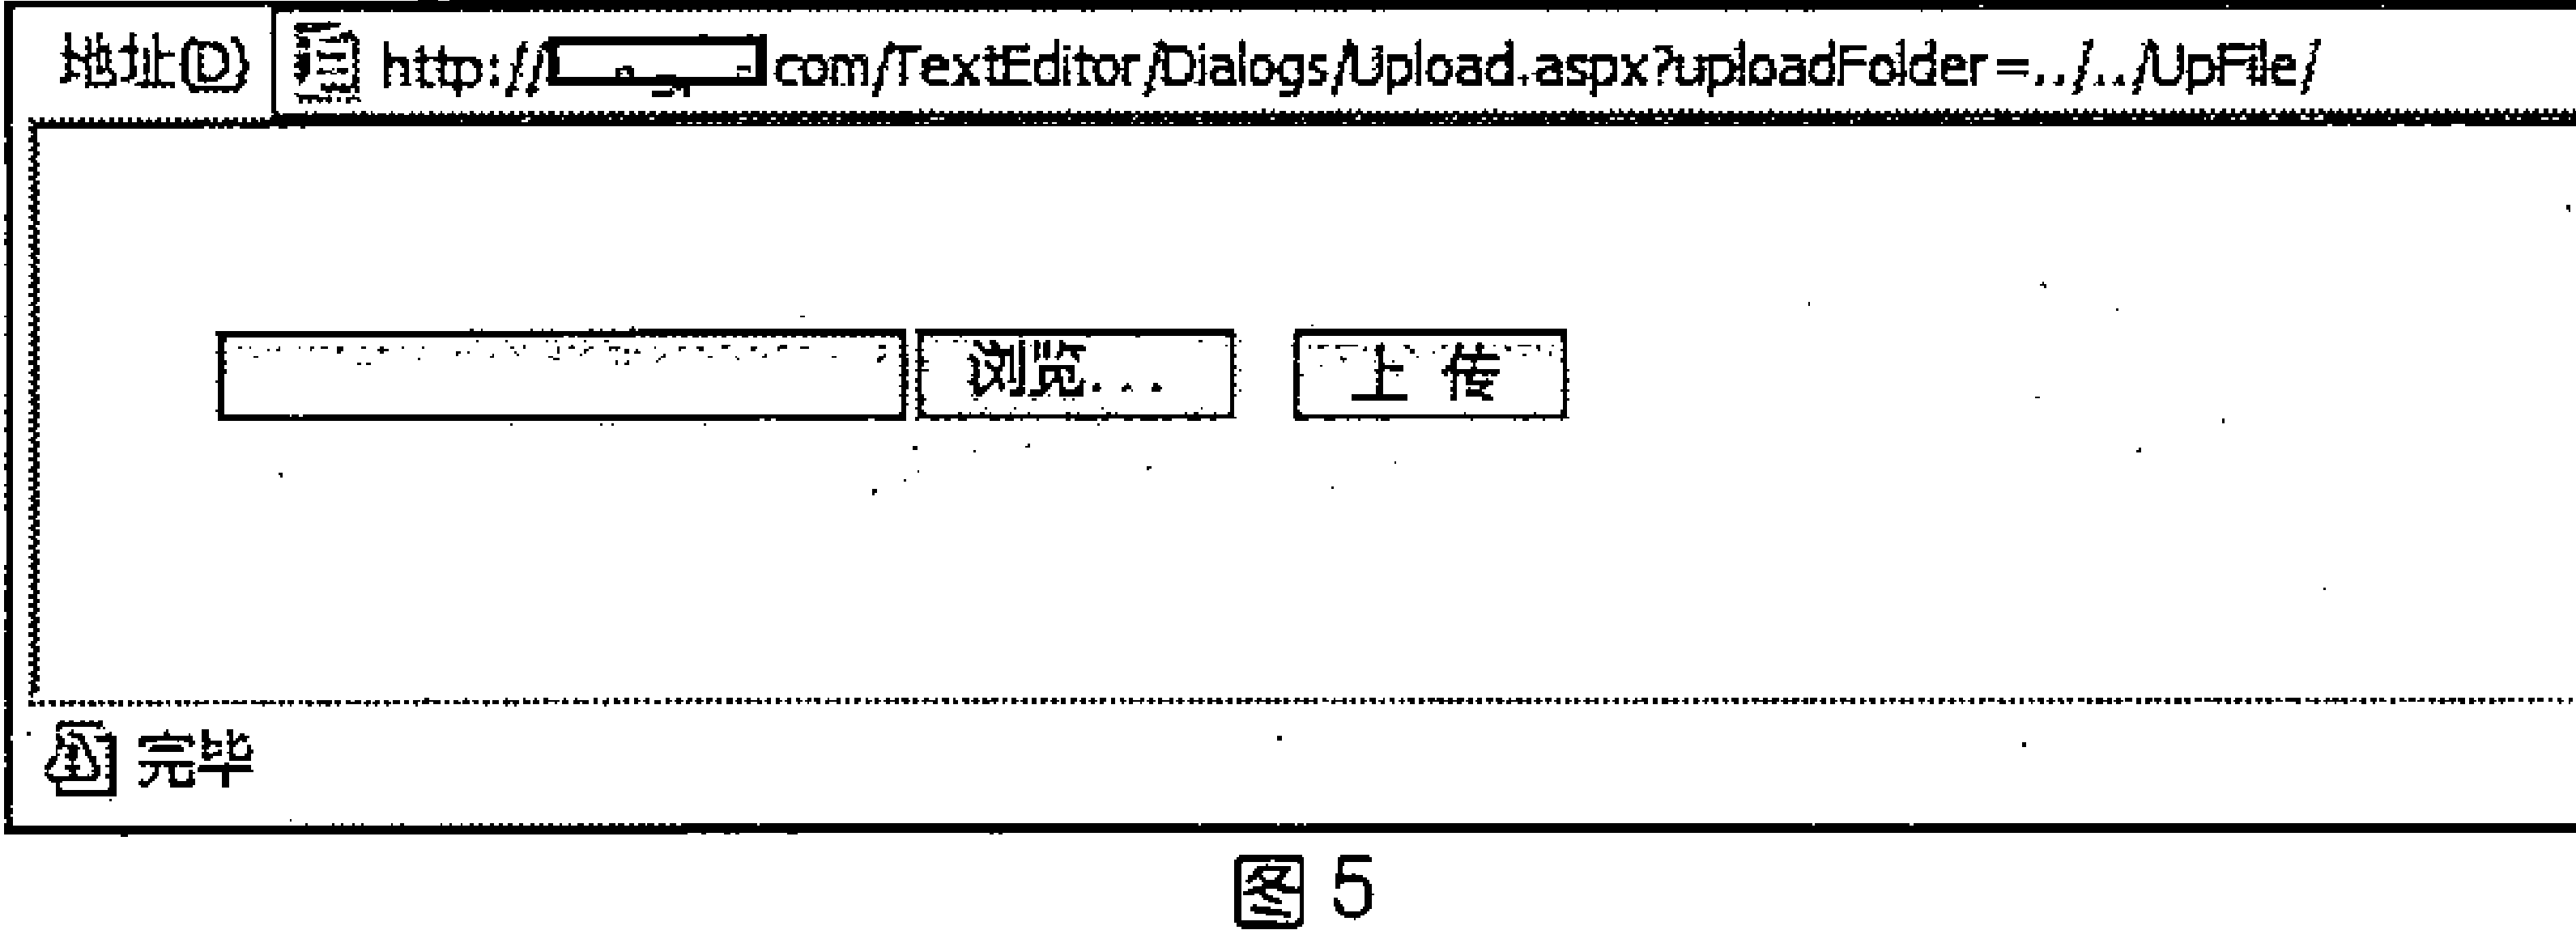 地址(D) http:// com/TextEditor/Dialogs/Upload.aspx?uploadFolder=../../UpFile/
浏览... 上 传
完毕
图 5